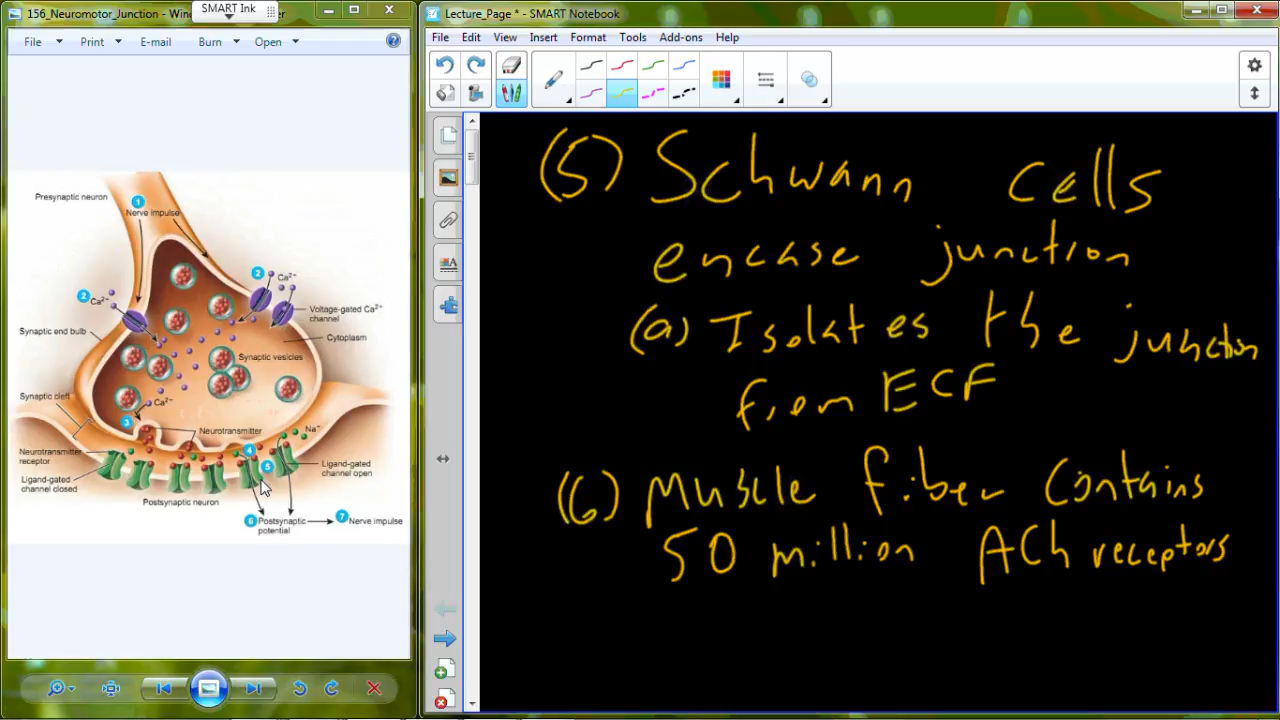 156_Neuromotor_Junction - Win
SMART Ink
File Print E-mail Burn Open
Presynaptic neuron
1
Nerve impulse
2
Ca2+
2
Ca2+
Voltage-gated Ca2+
channel
Synaptic end bulb
Cytoplasm
Synaptic vesicles
Synaptic cleft
Ca2+
3
Neurotransmitter
Na+
4
5
Neurotransmitter
receptor
Ligand-gated
channel open
Ligand-gated
channel closed
Postsynaptic neuron
6 Postsynaptic
potential
7 Nerve impulse
Lecture_Page * - SMART Notebook
File Edit View Insert Format Tools Add-ons Help
(5) Schwann cells
encase junction
(a) Isolates the junction
from ECF
(6) Muscle fiber contains
50 million ACh receptors